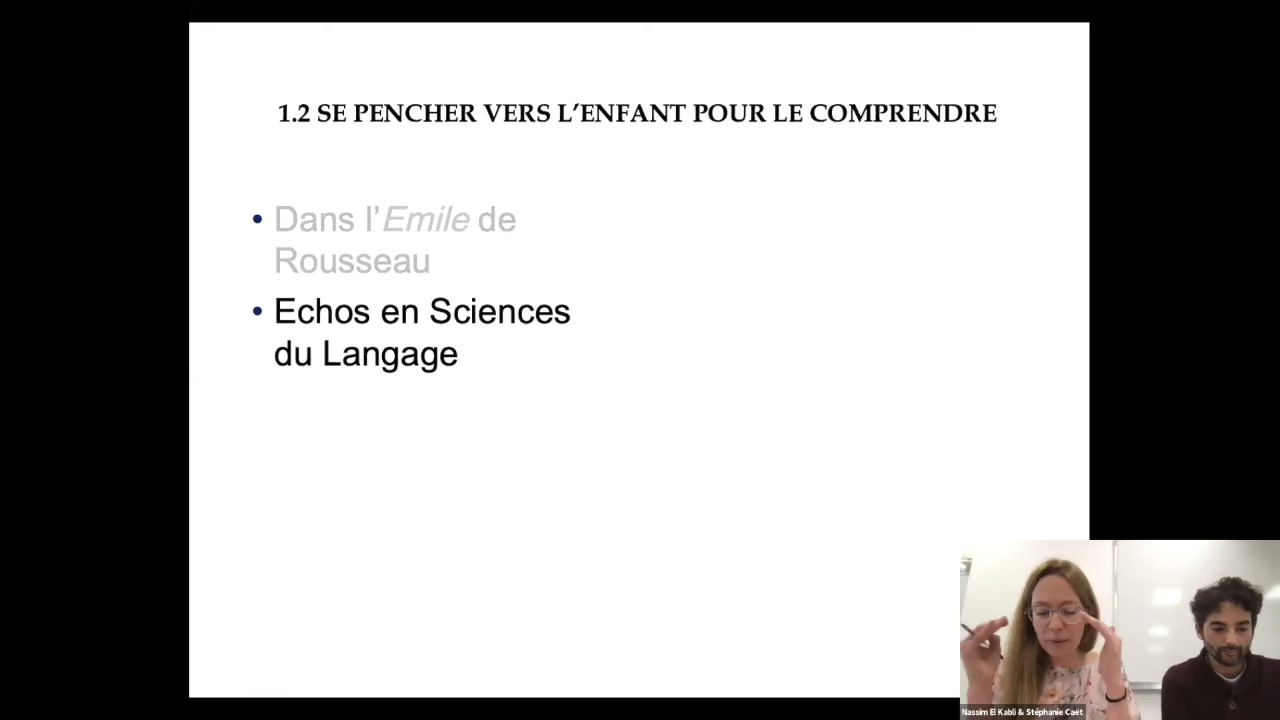 1.2 SE PENCHER VERS L’ENFANT POUR LE COMPRENDRE
• Dans l’Emile de
Rousseau
• Echos en Sciences
du Langage
Nassim El Kabli & Stéphanie Caët